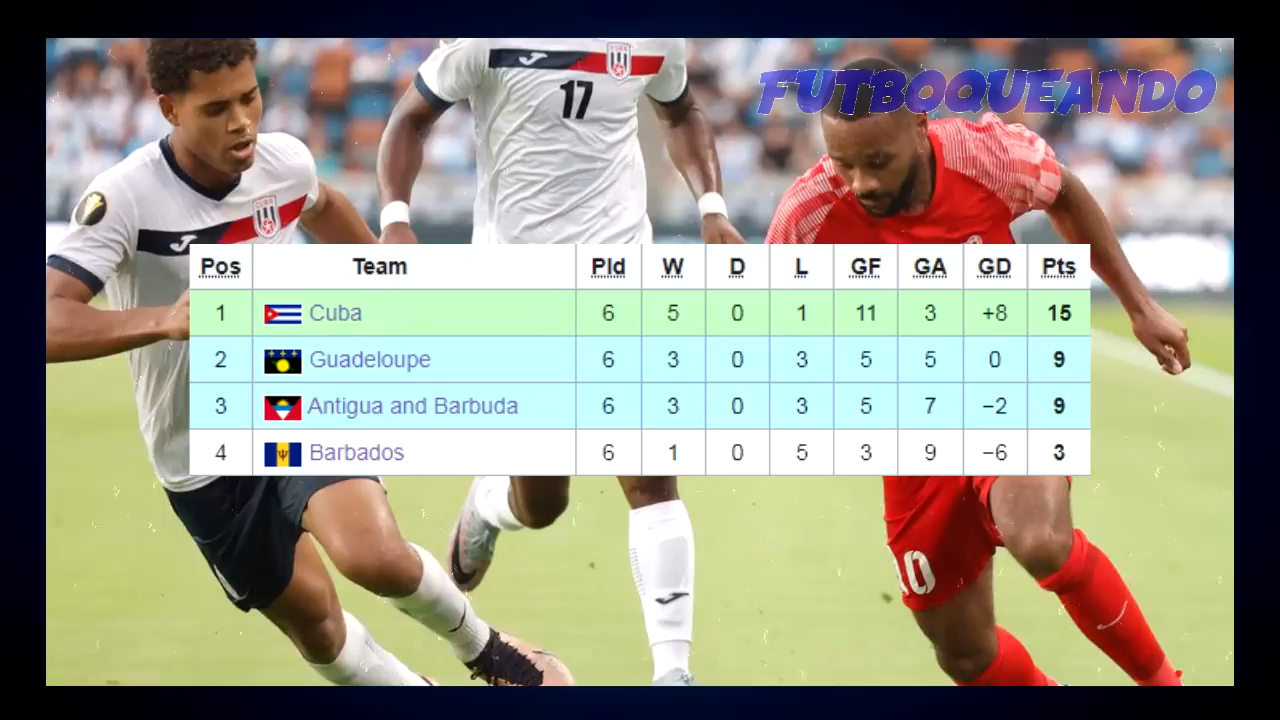 FUTBOQUEANDO
CUBA
17
CUBA
Pos Team Pld W D L GF GA GD Pts
1 Cuba 6 5 0 1 11 3 +8 15
2 Guadeloupe 6 3 0 3 5 5 0 9
3 Antigua and Barbuda 6 3 0 3 5 7 −2 9
4 Barbados 6 1 0 5 3 9 −6 3
10